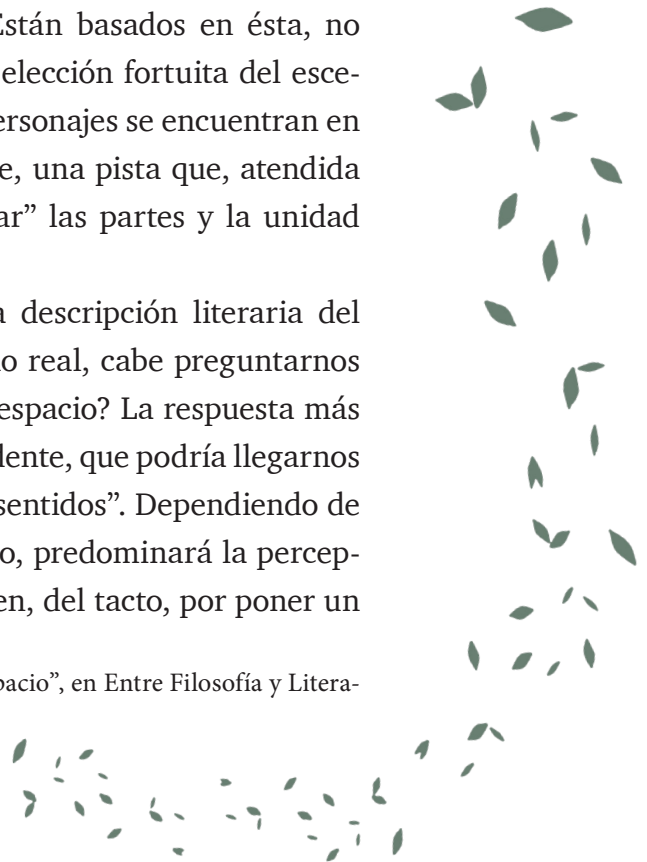 Están basados en ésta, no
elección fortuita del esce-
ersonajes se encuentran en
e, una pista que, atendida
ar” las partes y la unidad
a descripción literaria del
o real, cabe preguntarnos
espacio? La respuesta más
lente, que podría llegarnos
sentidos”. Dependiendo de
o, predominará la percep-
en, del tacto, por poner un
pacio”, en Entre Filosofía y Litera-